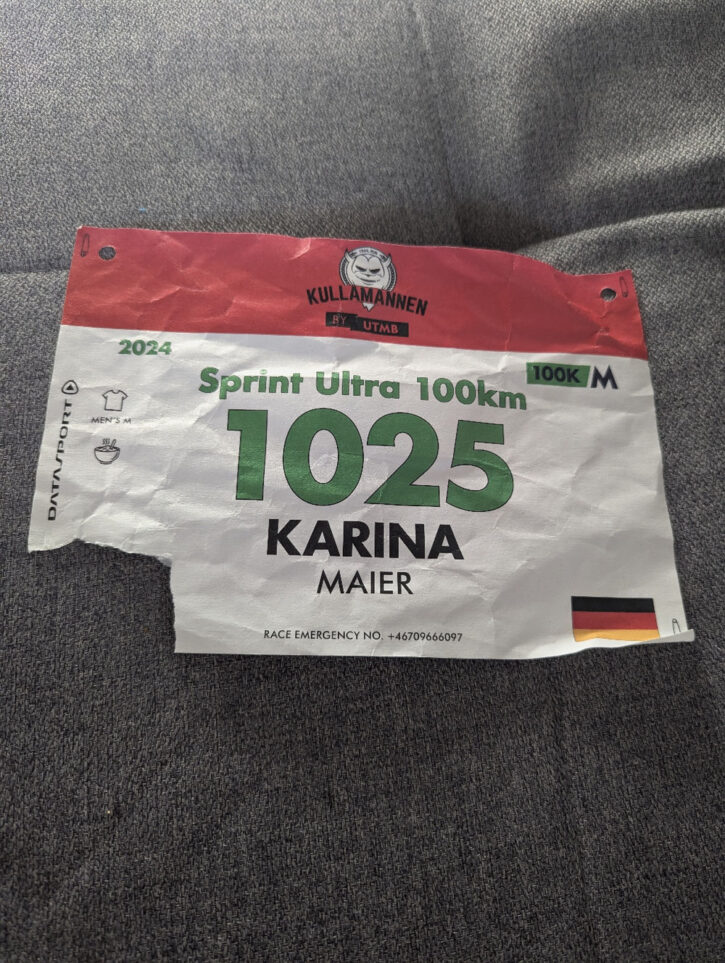 KULLAMANNEN
BY UTMB
2024
Sprint Ultra 100km
100K M
MEN'S M
DATASPORT
1025
KARINA
MAIER
RACE EMERGENCY NO. +46709666097